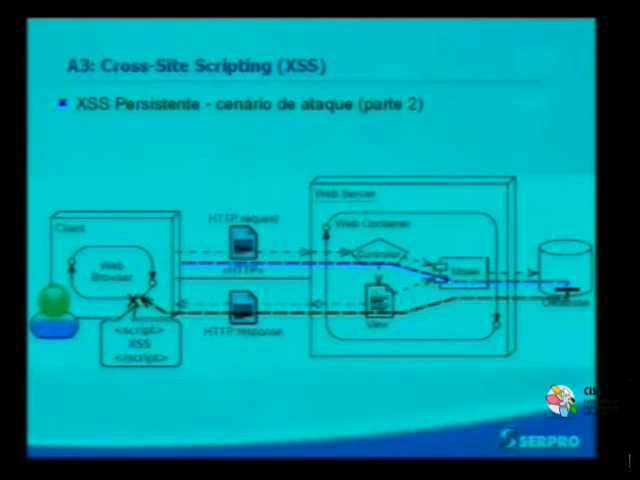 A3: Cross-Site Scripting (XSS)
XSS Persistente - cenário de ataque (parte 2)
Web Server
HTTP request
Client
Web Container
Web
Browser
Controller
«HTTP»
Model
Database
View
HTTP response
<script>
XSS
</script>
SERPRO